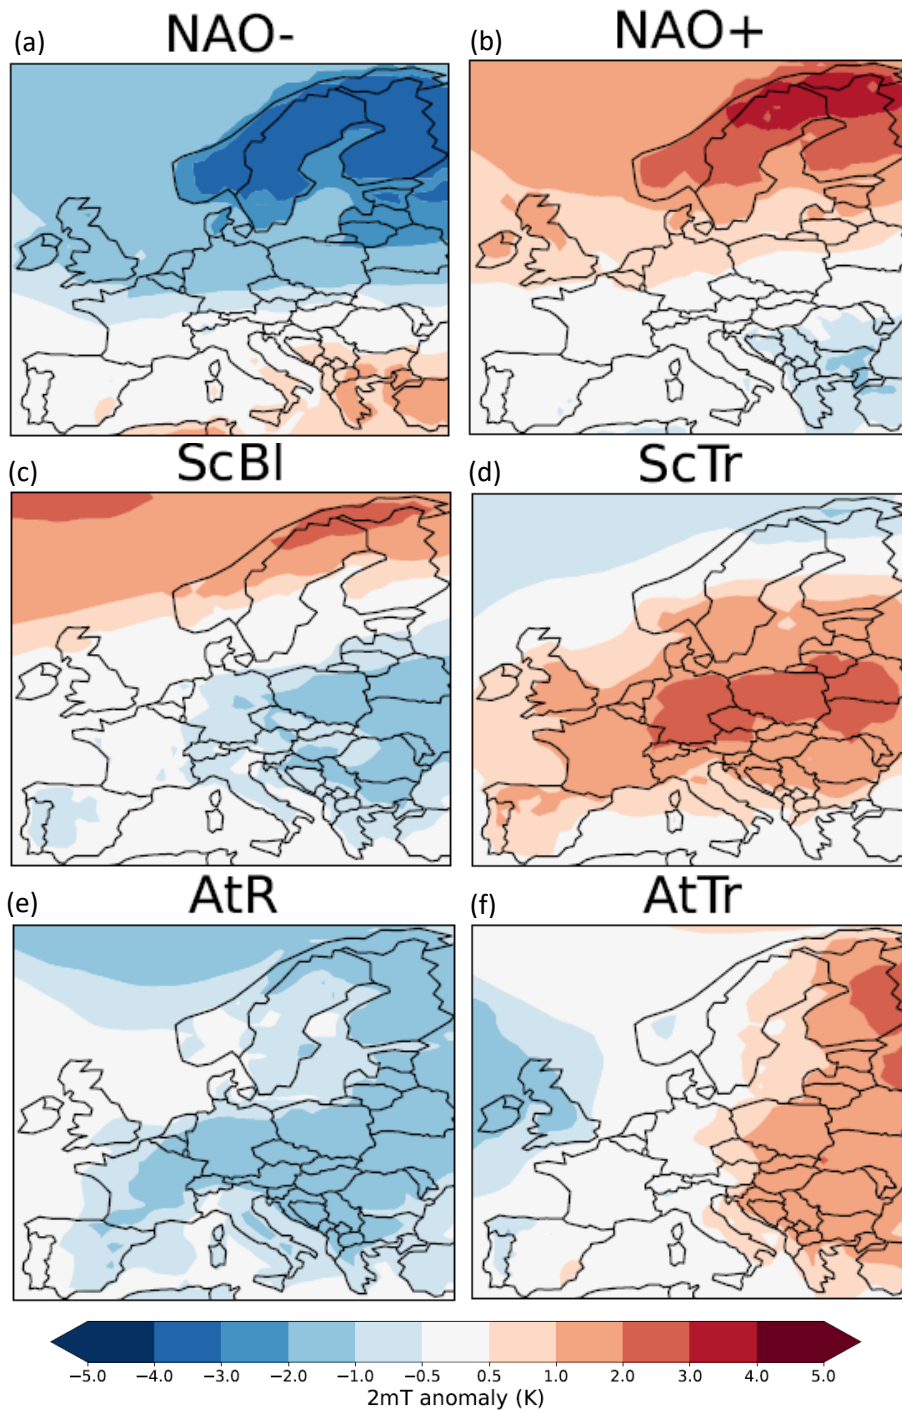 (a) NAO-
(b) NAO+
(c) ScBl
(d) ScTr
(e) AtR
(f) AtTr
−5.0 −4.0 −3.0 −2.0 −1.0 −0.5 0.5 1.0 2.0 3.0 4.0 5.0
2mT anomaly (K)